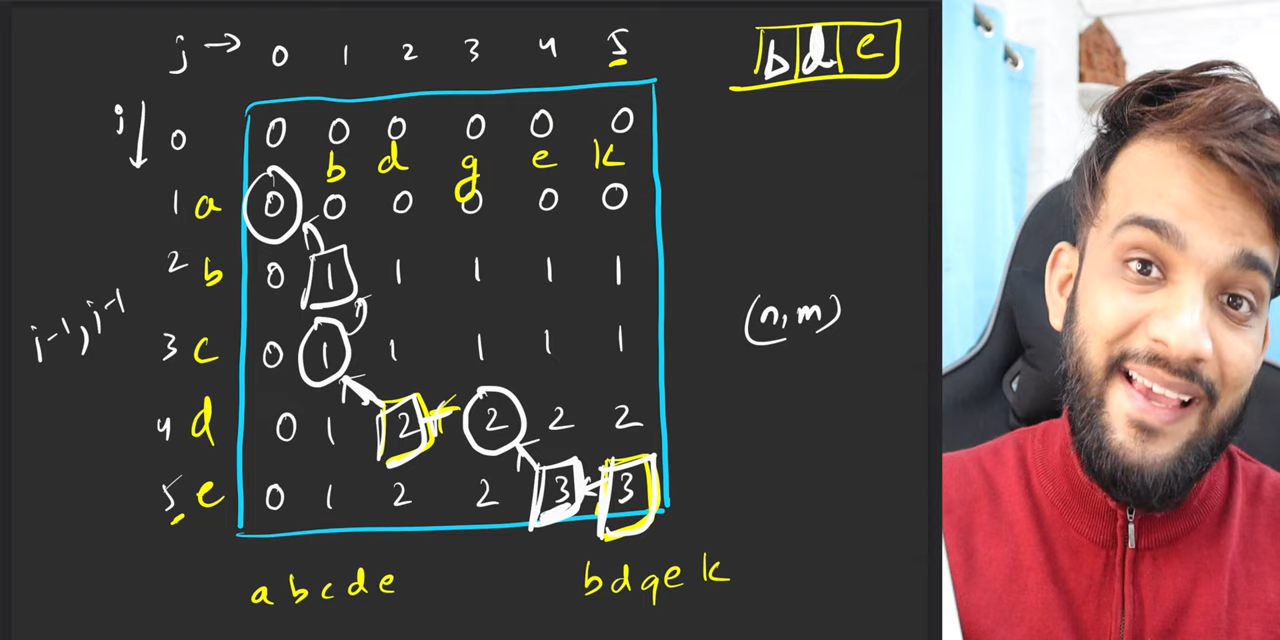 j → 0 1 2 3 4 5
b d e
i ↓ 0 0 0 0 0 0 0
b d g e k
1 a 0 0 0 0 0 0
2 b 0 1 1 1 1 1
i-1, j-1
(n, m)
3 c 0 1 1 1 1 1
4 d 0 1 2 2 2 2
5 e 0 1 2 2 3 3
a b c d e
b d g e k